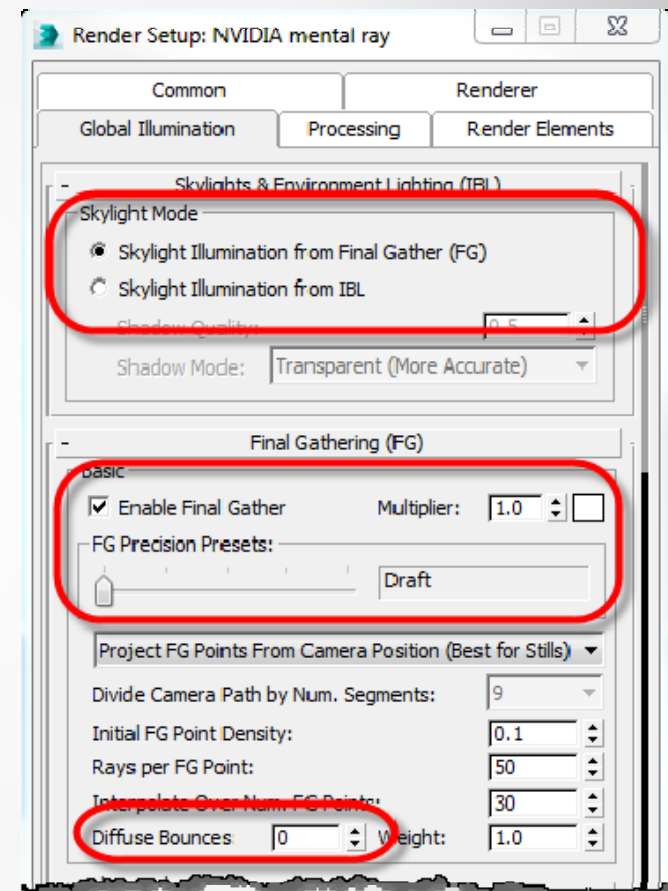 Render Setup: NVIDIA mental ray
Common Renderer
Global Illumination Processing Render Elements
- Skylights & Environment Lighting (IBL)
Skylight Mode
Skylight Illumination from Final Gather (FG)
Skylight Illumination from IBL
Shadow Quality: 0.5
Shadow Mode: Transparent (More Accurate)
- Final Gathering (FG)
Basic
Enable Final Gather Multiplier: 1.0
FG Precision Presets:
Draft
Project FG Points From Camera Position (Best for Stills)
Divide Camera Path by Num. Segments: 9
Initial FG Point Density: 0.1
Rays per FG Point: 50
Interpolate Over Num. FG Points: 30
Diffuse Bounces 0 Weight: 1.0